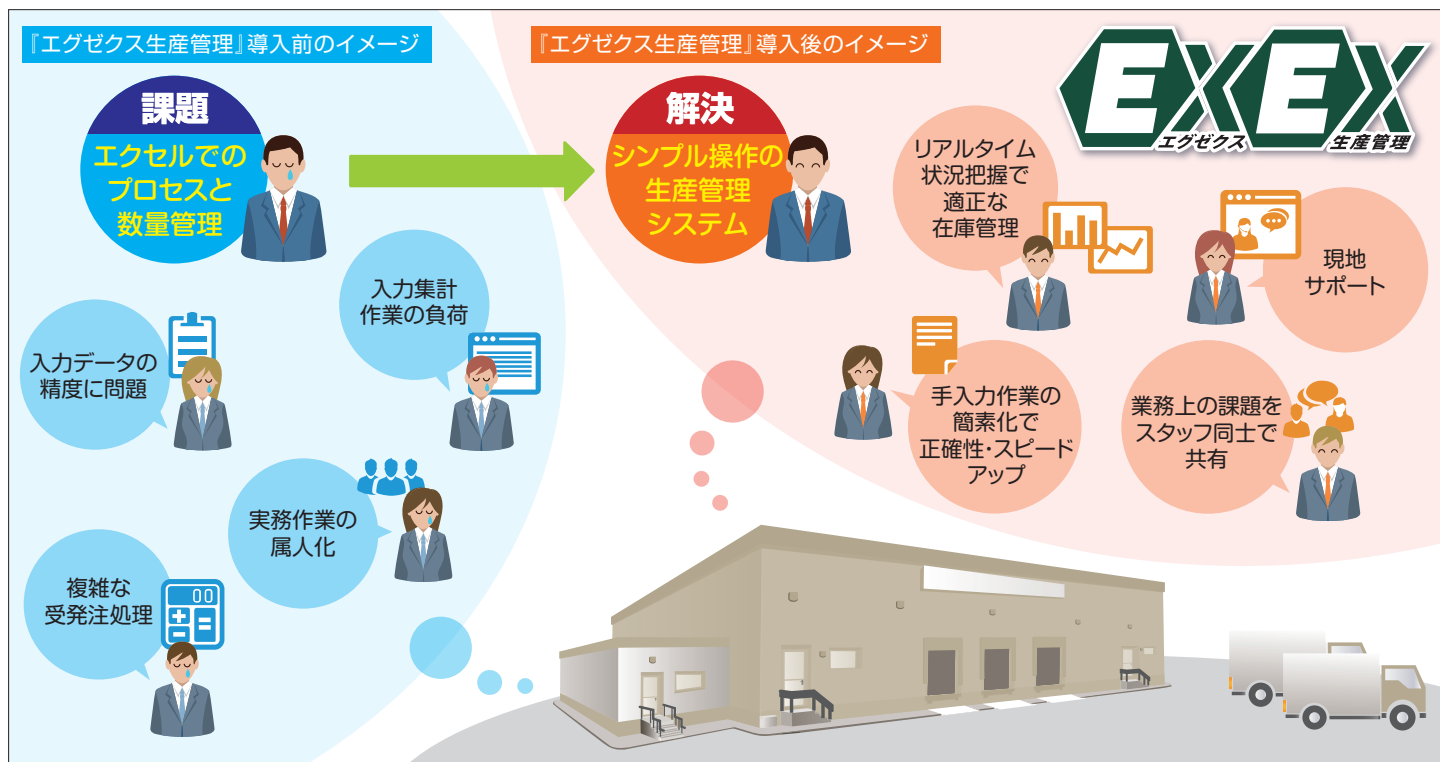 『エグゼクス生産管理』導入前のイメージ
課題
エクセルでの
プロセスと
数量管理
入力集計
作業の負荷
入力データの
精度に問題
実務作業の
属人化
複雑な
受発注処理
00
『エグゼクス生産管理』導入後のイメージ
解決
シンプル操作の
生産管理
システム
EXEX
エグゼクス 生産管理
リアルタイム
状況把握で
適正な
在庫管理
現地
サポート
手入力作業の
簡素化で
正確性・スピード
アップ
業務上の課題を
スタッフ同士で
共有